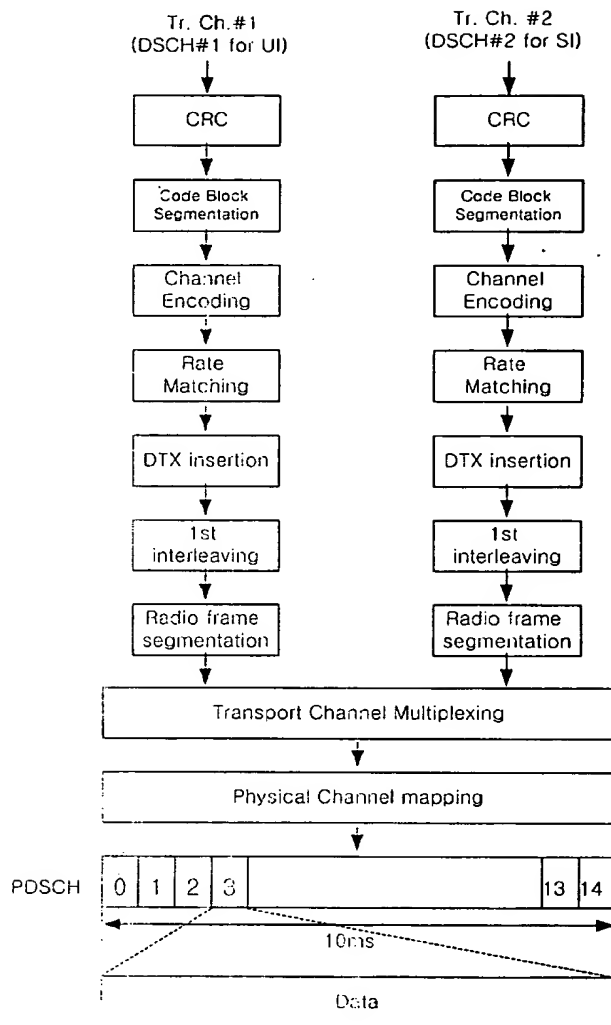 Tr. Ch.#1
(DSCH#1 for UI)
Tr. Ch. #2
(DSCH#2 for SI)
CRC
CRC
Code Block
Segmentation
Code Block
Segmentation
Channel
Encoding
Channel
Encoding
Rate
Matching
Rate
Matching
DTX insertion
DTX insertion
1st
interleaving
1st
interleaving
Radio frame
segmentation
Radio frame
segmentation
Transport Channel Multiplexing
Physical Channel mapping
PDSCH 0 1 2 3 13 14
10ms
Data